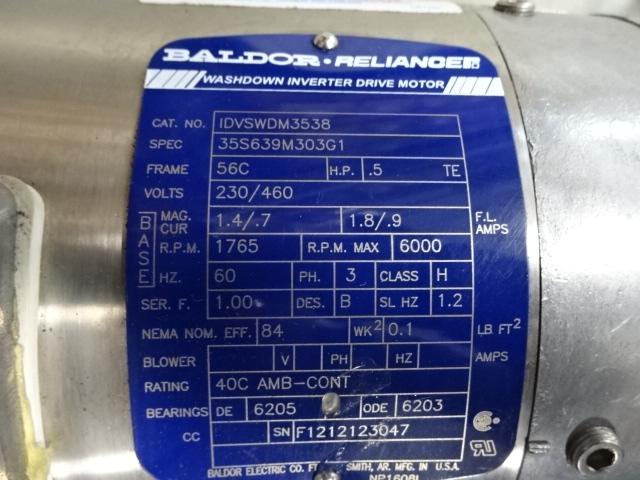 BALDOR • RELIANCE
WASHDOWN INVERTER DRIVE MOTOR
CAT. NO. IDVSWDM3538
SPEC 35S639M303G1
FRAME 56C H.P. .5 TE
VOLTS 230/460
BASE MAG. CUR 1.4/.7 1.8/.9 F.L. AMPS
R.P.M. 1765 R.P.M. MAX 6000
HZ. 60 PH. 3 CLASS H
SER. F. 1.00 DES. B SL HZ 1.2
NEMA NOM. EFF. 84 WK² 0.1 LB FT²
BLOWER V PH HZ AMPS
RATING 40C AMB-CONT
BEARINGS DE 6205 ODE 6203
CC SN F1212123047
BALDOR ELECTRIC CO. FT SMITH, AR. MFG. IN U.S.A.